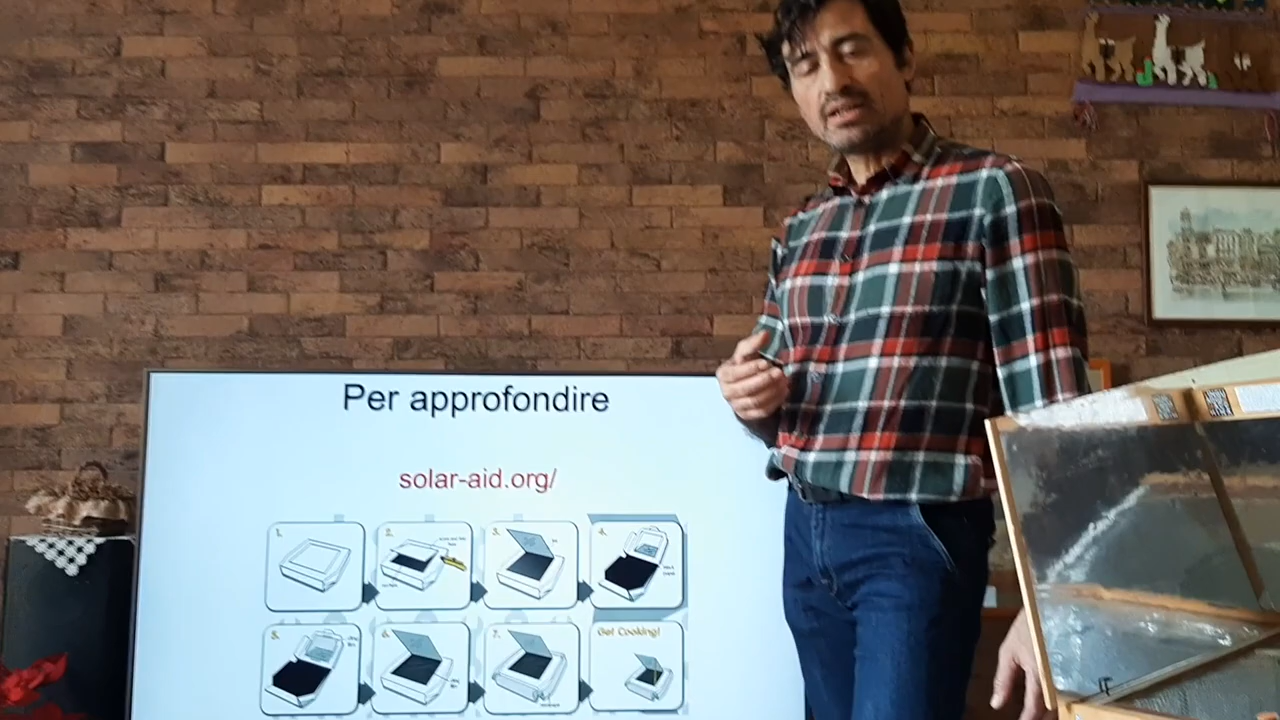 Per approfondire
solar-aid.org/
1.
2.
3.
4.
5.
6.
7.
Get Cooking!